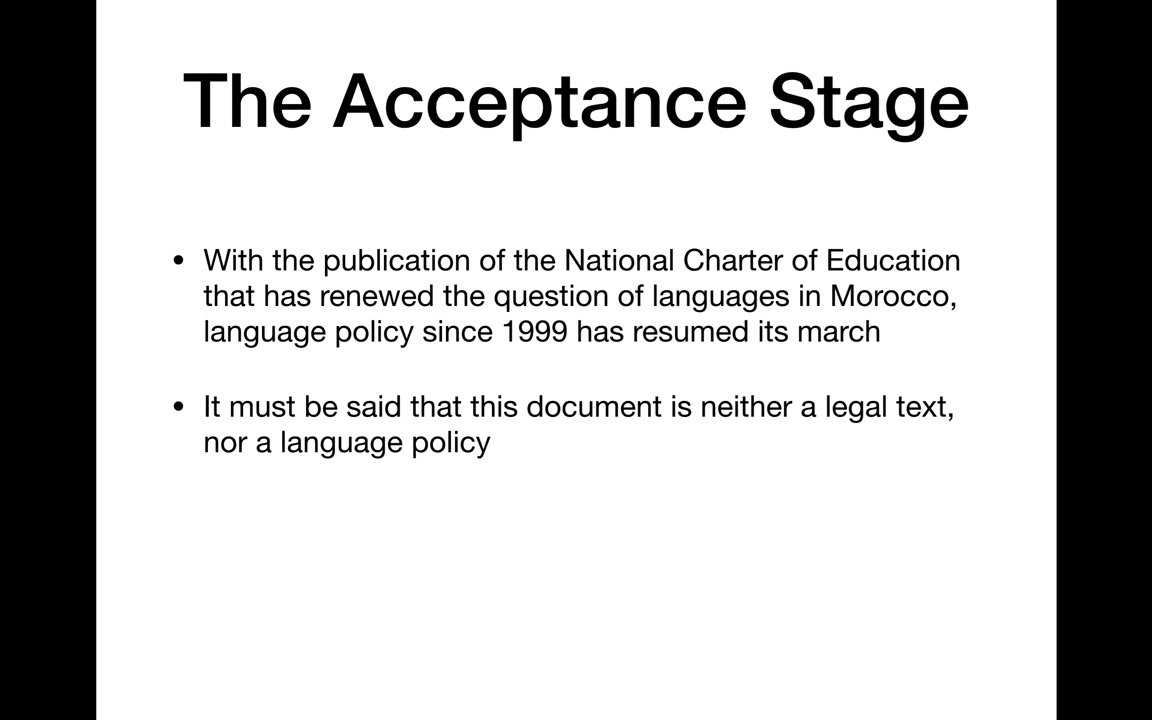 The Acceptance Stage
• With the publication of the National Charter of Education
that has renewed the question of languages in Morocco,
language policy since 1999 has resumed its march
• It must be said that this document is neither a legal text,
nor a language policy